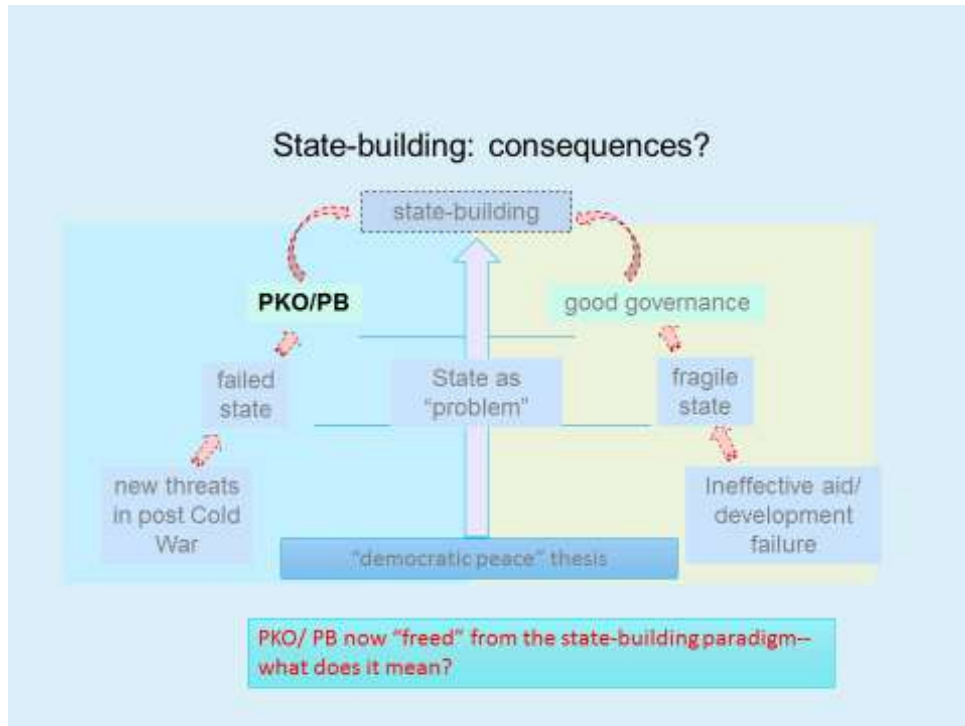 State-building: consequences?
state-building
PKO/PB
good governance
failed
state
State as
“problem”
fragile
state
new threats
in post Cold
War
Ineffective aid/
development
failure
“democratic peace” thesis
PKO/ PB now “freed” from the state-building paradigm--
what does it mean?